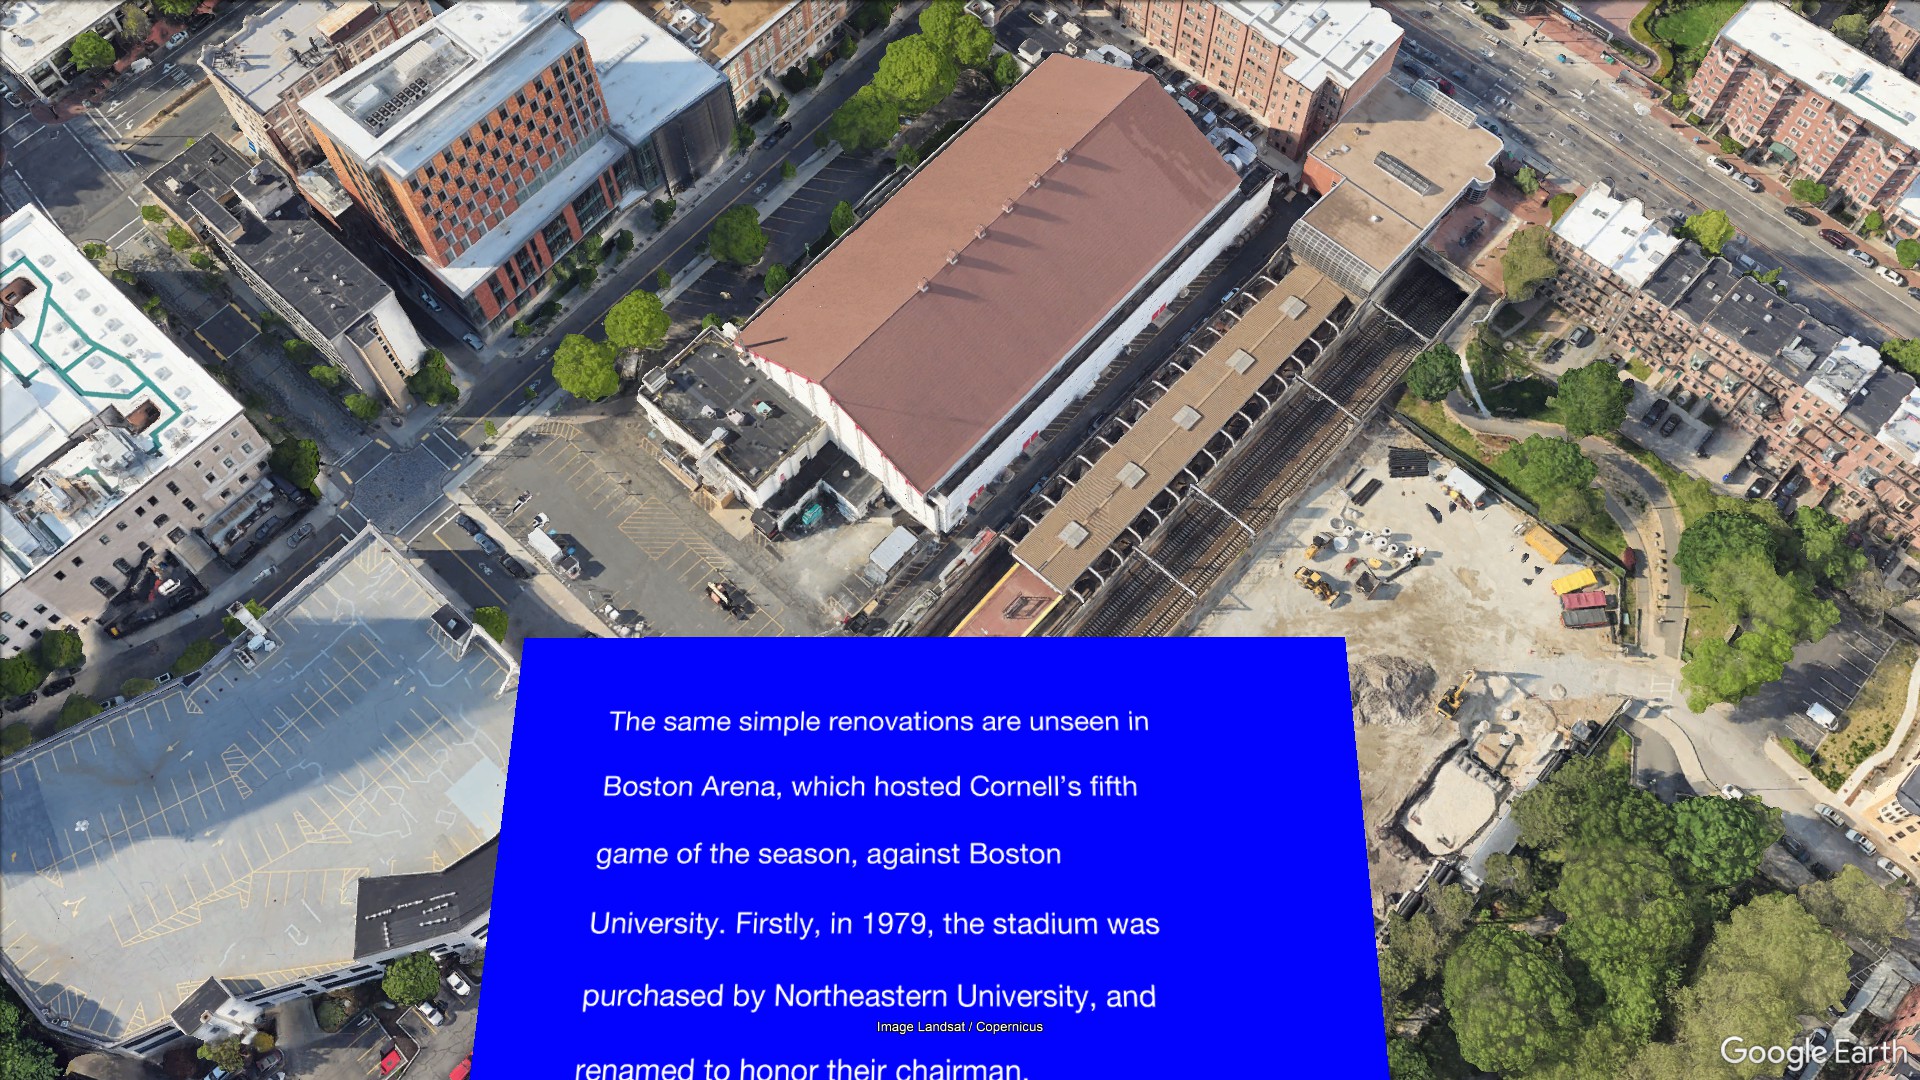 The same simple renovations are unseen in
Boston Arena, which hosted Cornell’s fifth
game of the season, against Boston
University. Firstly, in 1979, the stadium was
purchased by Northeastern University, and
Image Landsat / Copernicus
Google Earth
renamed to honor their chairman,